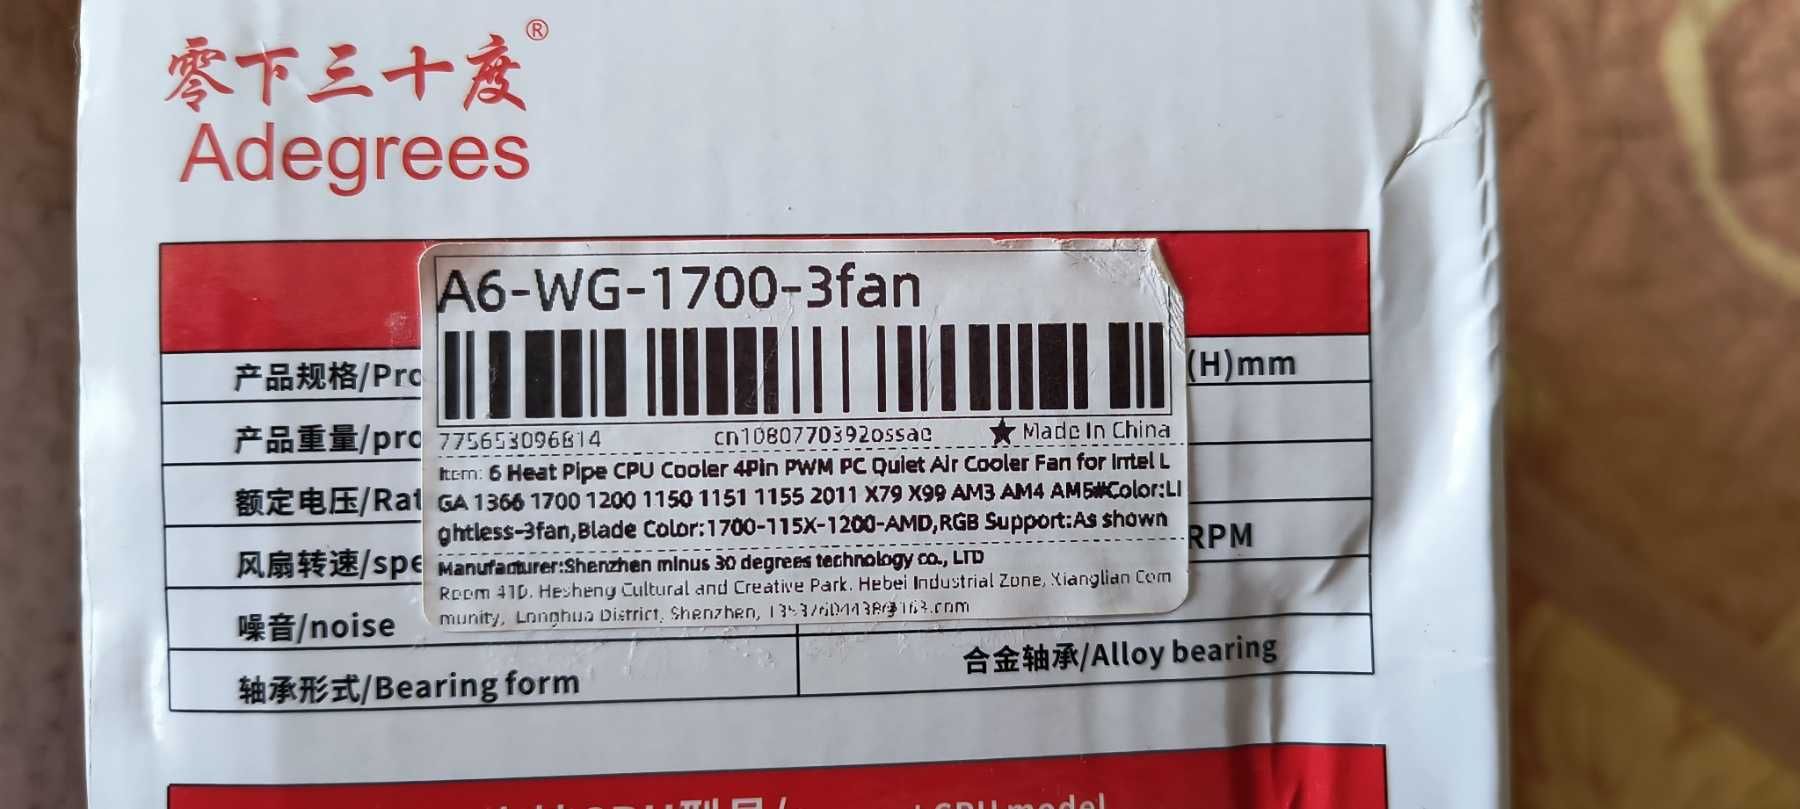 零下三十度®
Adegrees
A6-WG-1700-3fan
产品规格/Pro
(H)mm
775653096814
cn1080770392ossae
★ Made In China
产品重量/pro
Item: 6 Heat Pipe CPU Cooler 4Pin PWM PC Quiet Air Cooler Fan for Intel L
额定电压/Rat
GA 1366 1700 1200 1150 1151 1155 2011 X79 X99 AM3 AM4 AM5#Color:Li
ghtless-3fan,Blade Color:1700-115X-1200-AMD,RGB Support:As shown
风扇转速/spe
RPM
Manufacturer:Shenzhen minus 30 degrees technology co., LTD
Room 41D, Hesheng Cultural and Creative Park, Hebei Industrial Zone, Xianglian Com
munity, Longhua District, Shenzhen,
噪音/noise
轴承形式/Bearing form
合金轴承/Alloy bearing
CPU model